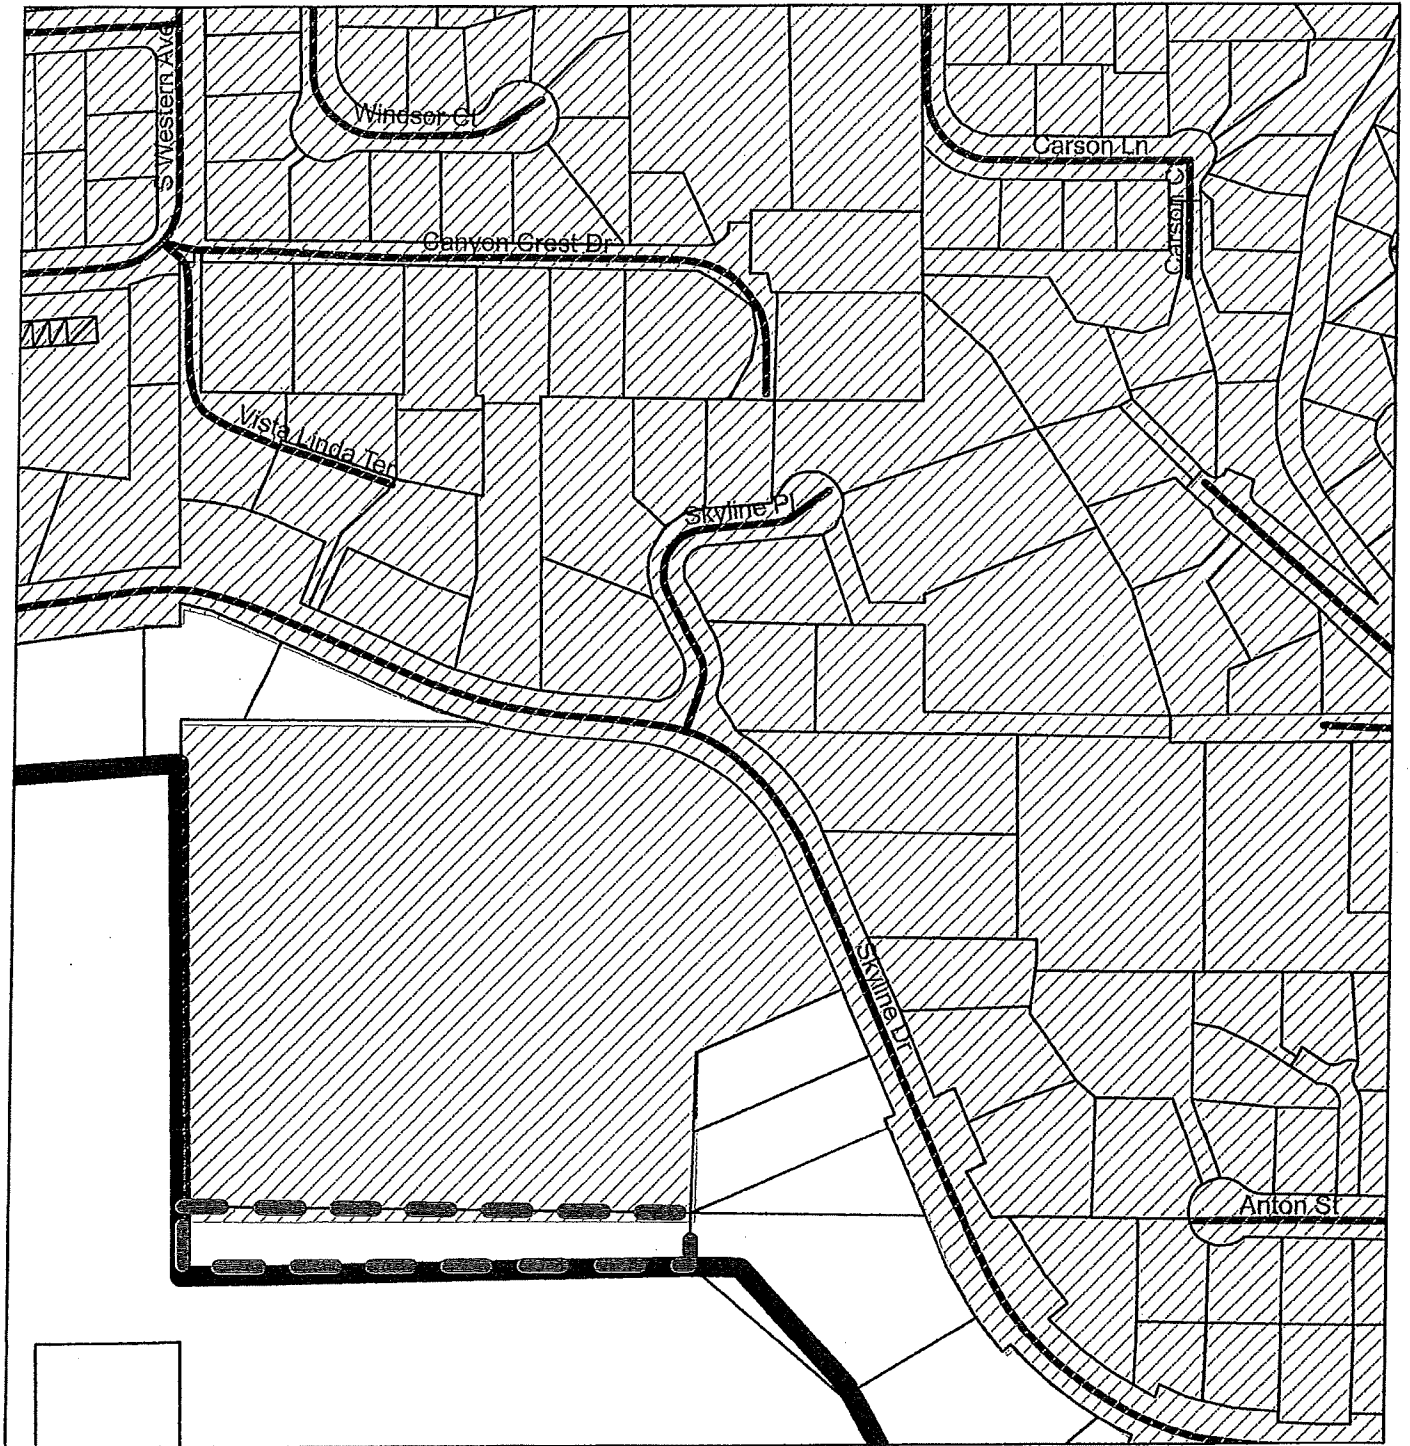 S Western Ave
Windsor Ct
Carson Ln
Carson C
Canyon Crest Dr
Vista Linda Ter
Skyline Pl
Skyline Dr
Anton St